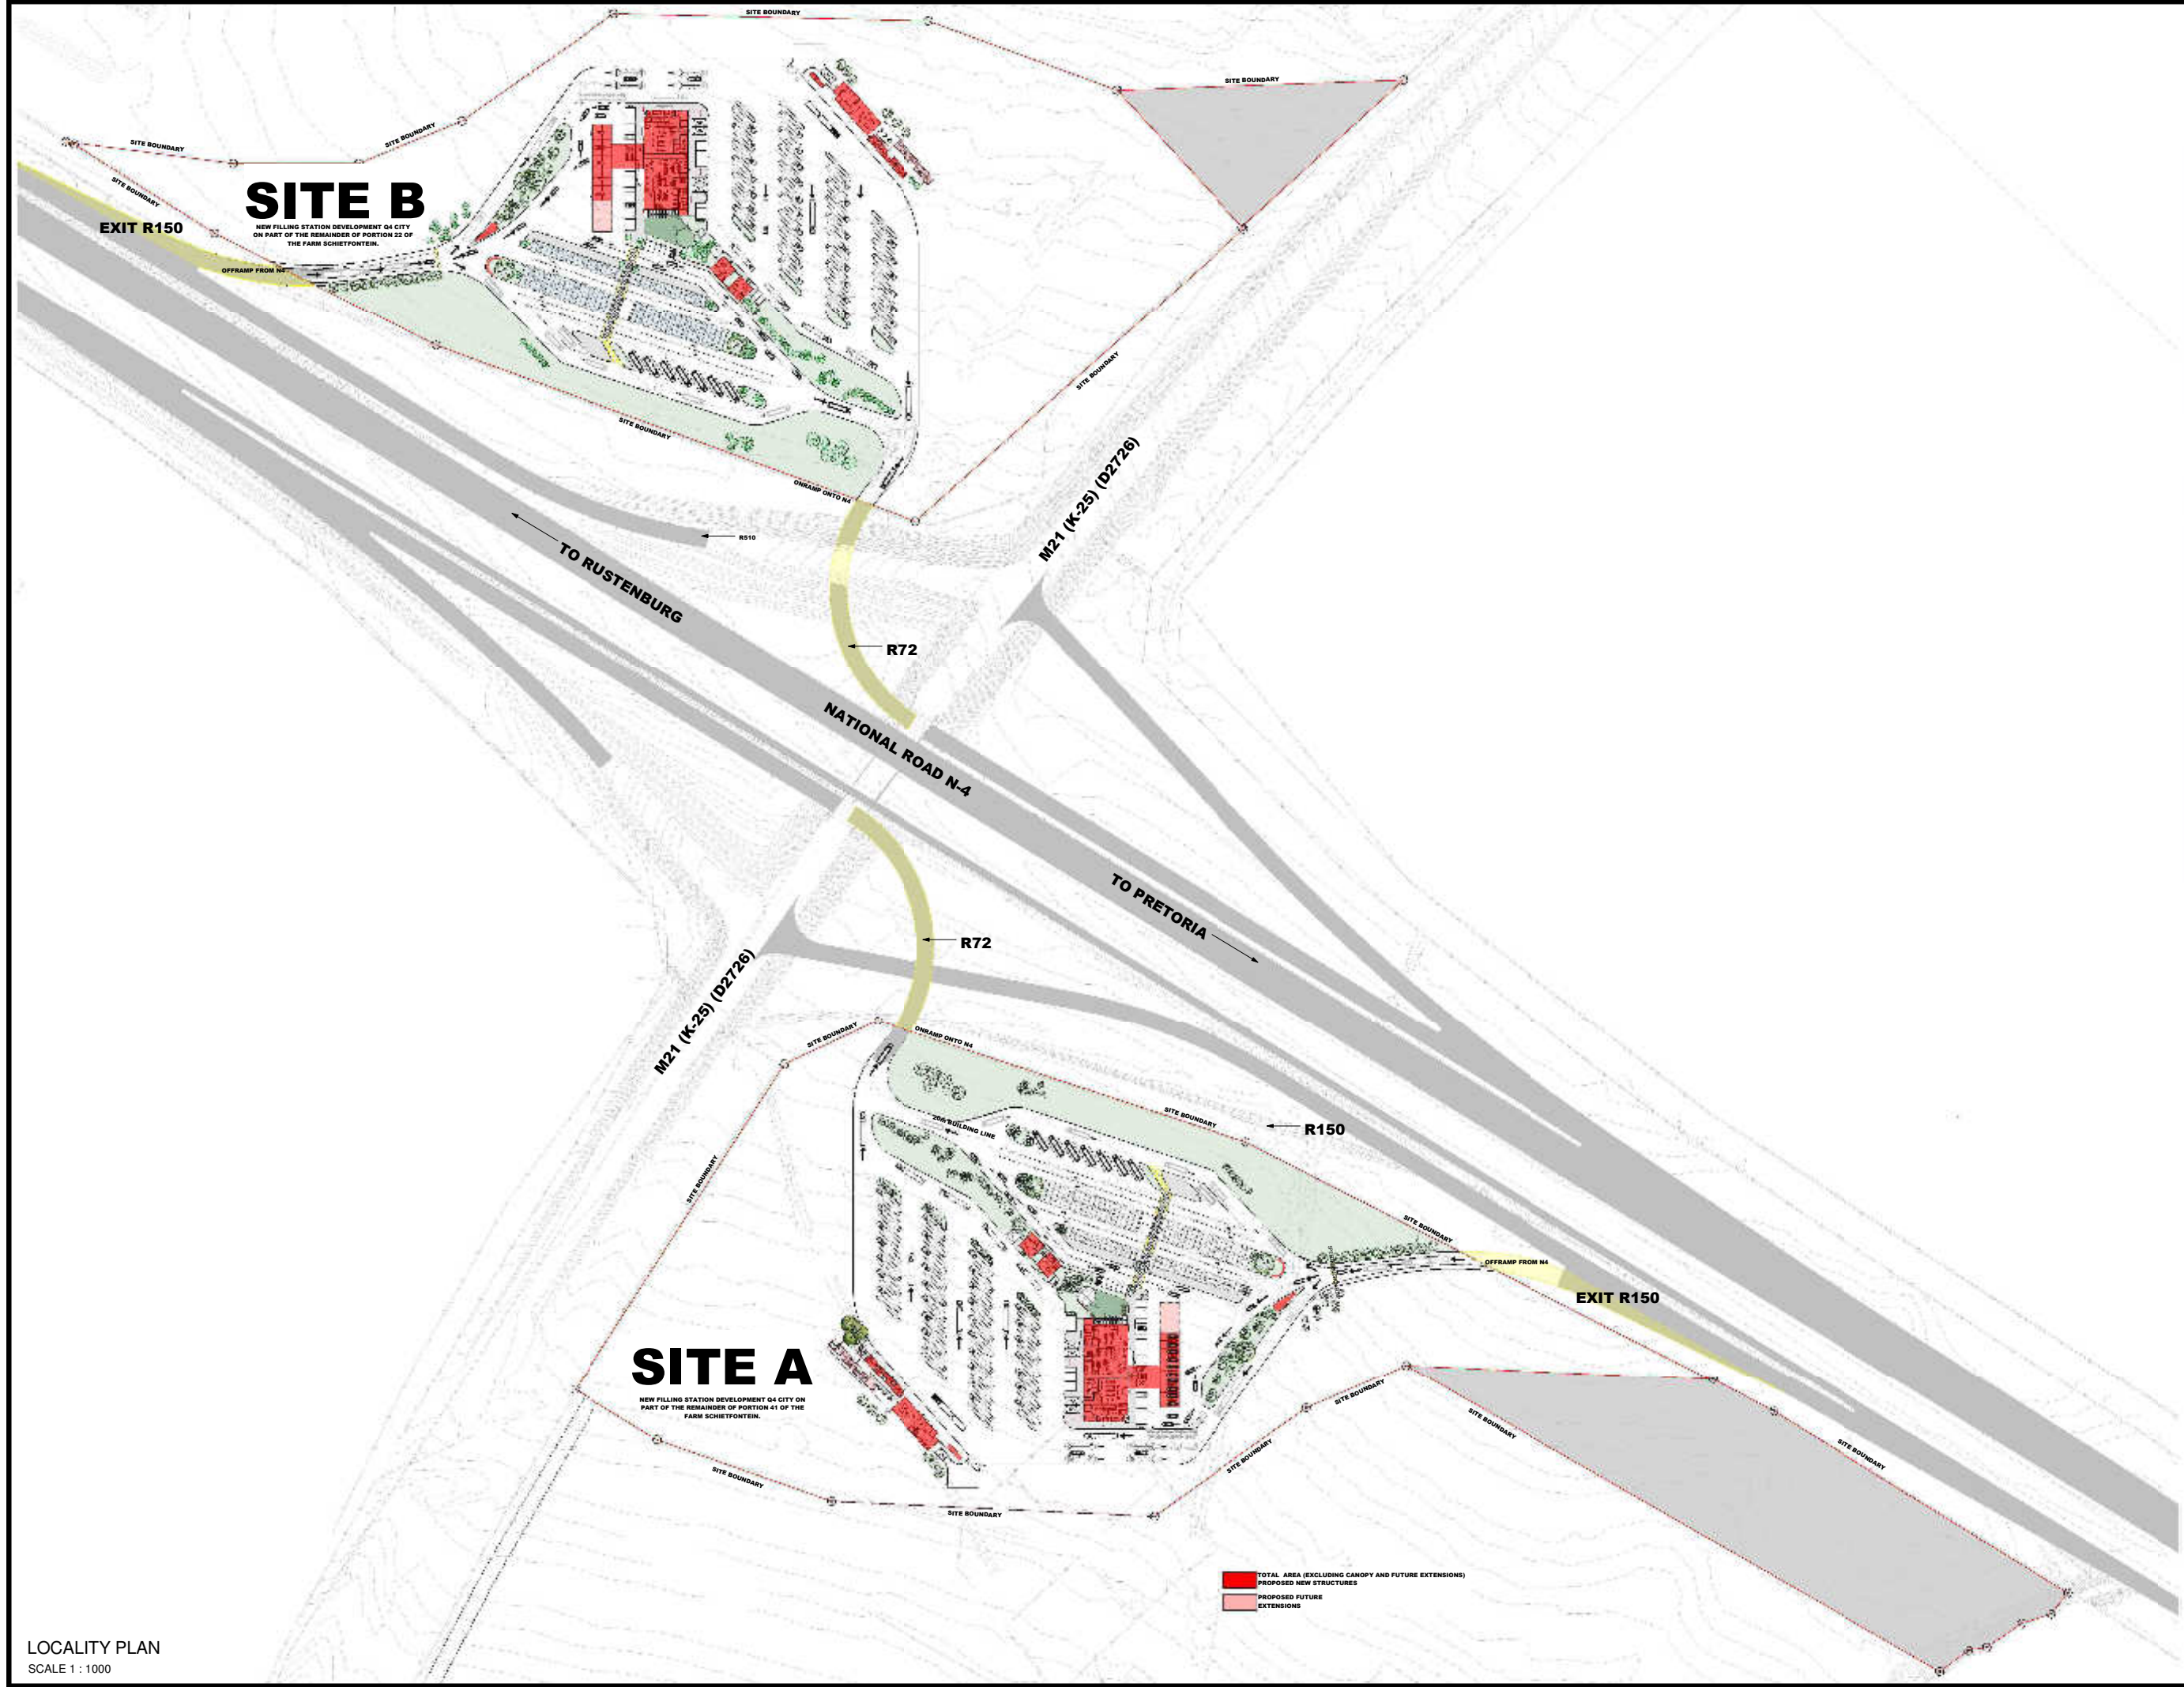 SITE BOUNDARY
SITE BOUNDARY
SITE BOUNDARY
SITE BOUNDARY
SITE BOUNDARY
SITE B
NEW FILLING STATION DEVELOPMENT Q4 CITY
ON PART OF THE REMAINDER OF PORTION 22 OF
THE FARM SCHIETFONTEIN.
EXIT R150
OFFRAMP FROM N4
SITE BOUNDARY
SITE BOUNDARY
ONRAMP ONTO N4
M21 (K-25) (D2726)
R510
TO RUSTENBURG
R72
NATIONAL ROAD N-4
TO PRETORIA
R72
M21 (K-25) (D2726)
SITE BOUNDARY
ONRAMP ONTO N4
SITE BOUNDARY
R150
20m BUILDING LINE
SITE BOUNDARY
SITE BOUNDARY
OFFRAMP FROM N4
EXIT R150
SITE A
NEW FILLING STATION DEVELOPMENT Q4 CITY ON
PART OF THE REMAINDER OF PORTION 41 OF THE
FARM SCHIETFONTEIN.
SITE BOUNDARY
SITE BOUNDARY
SITE BOUNDARY
SITE BOUNDARY
SITE BOUNDARY
SITE BOUNDARY
TOTAL AREA (EXCLUDING CANOPY AND FUTURE EXTENSIONS)
PROPOSED NEW STRUCTURES
PROPOSED FUTURE
EXTENSIONS
LOCALITY PLAN
SCALE 1 : 1000